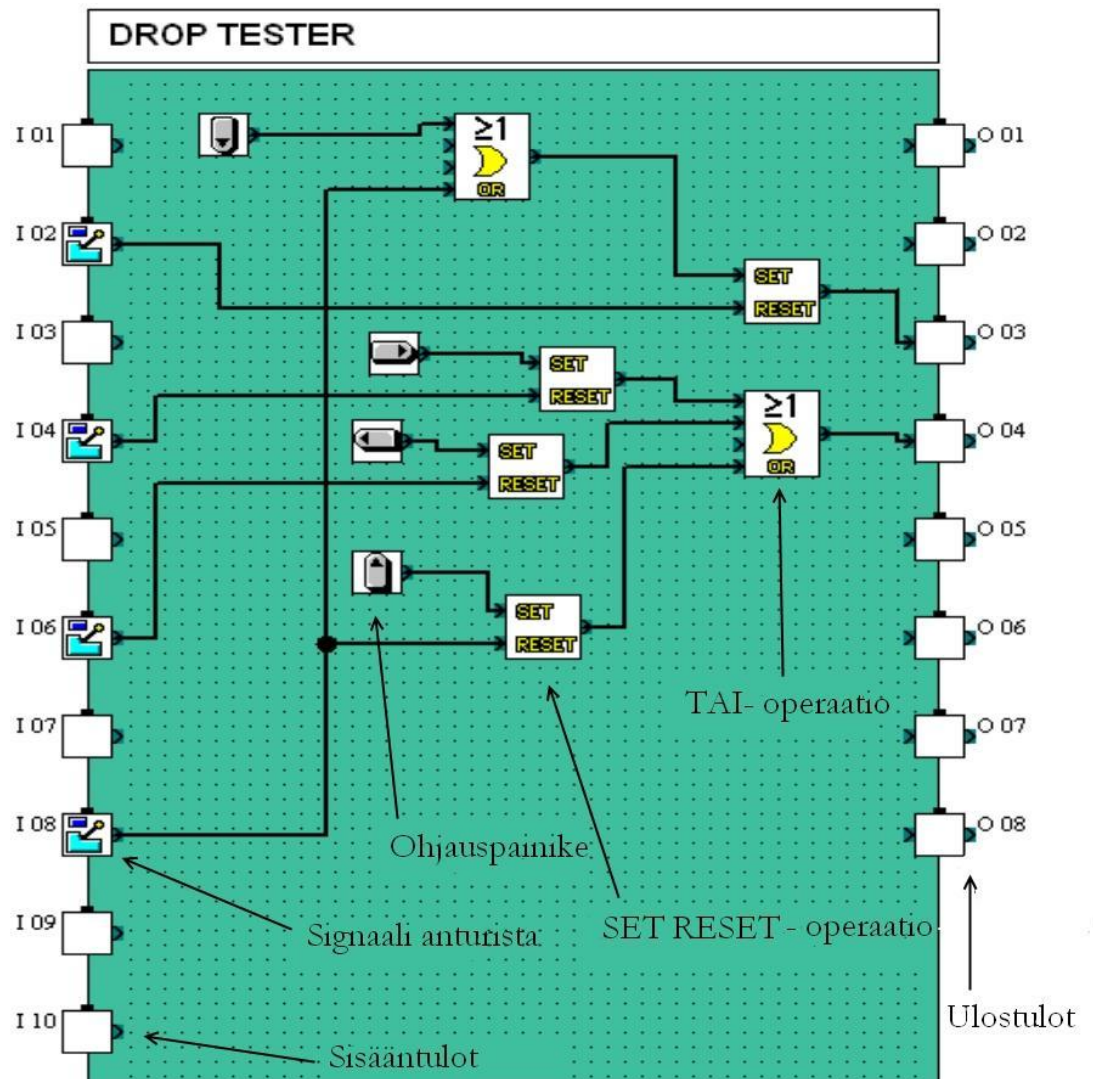 DROP TESTER
I 01
≥1
OR
O 01
I 02
O 02
SET
RESET
I 03
O 03
SET
RESET
≥1
OR
I 04
O 04
SET
RESET
I 05
O 05
SET
RESET
I 06
O 06
TAI- operaatio
I 07
O 07
I 08
O 08
Ohjauspainike
Signaali anturista
SET RESET - operaatio
I 09
Ulostulot
I 10
Sisääntulot